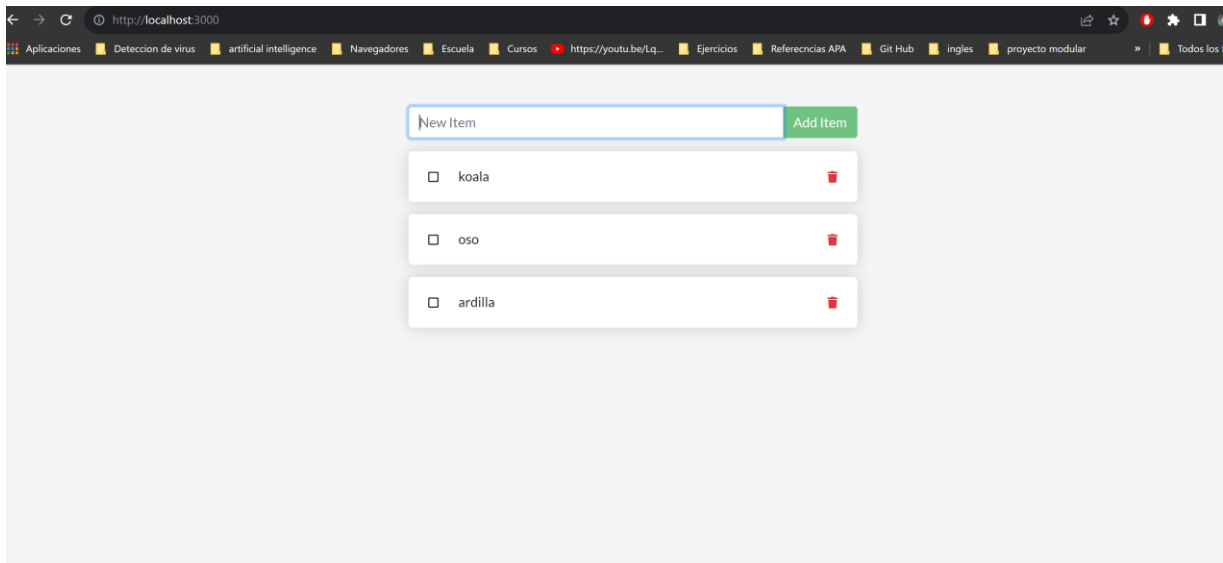 http://localhost:3000
Aplicaciones Deteccion de virus artificial intelligence Navegadores Escuela Cursos https://youtu.be/Lq... Ejercicios Referecncias APA Git Hub ingles proyecto modular » Todos los
New Item Add Item
koala
oso
ardilla